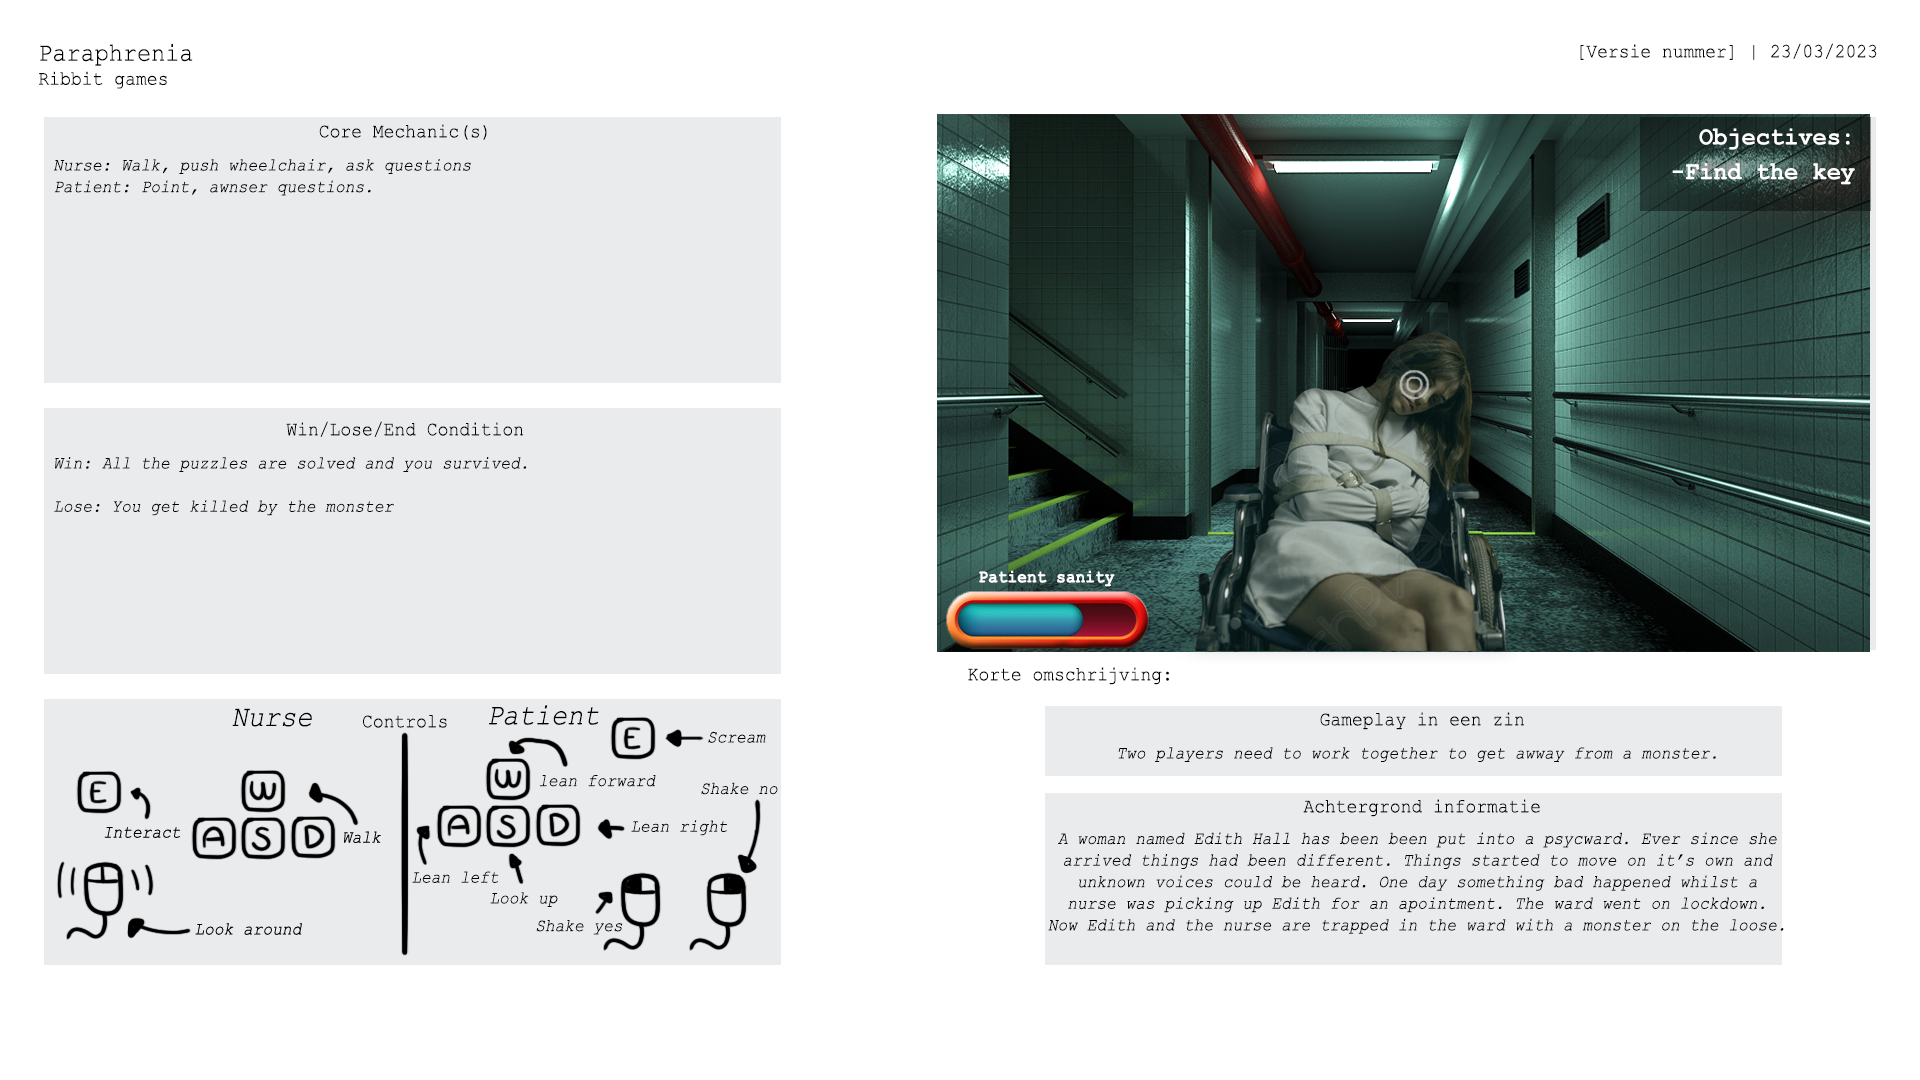 Paraphrenia
Ribbit games
[Versie nummer] | 23/03/2023
Core Mechanic(s)
Nurse: Walk, push wheelchair, ask questions
Patient: Point, awnser questions.
Win/Lose/End Condition
Win: All the puzzles are solved and you survived.
Lose: You get killed by the monster
Nurse
Controls
Patient
E
Interact
W
A S D
Walk
Look around
E
Scream
W
lean forward
Shake no
A S D
Lean right
Lean left
Look up
Shake yes
Objectives:
-Find the key
Patient sanity
Korte omschrijving:
Gameplay in een zin
Two players need to work together to get awway from a monster.
Achtergrond informatie
A woman named Edith Hall has been been put into a psycward. Ever since she
arrived things had been different. Things started to move on it's own and
unknown voices could be heard. One day something bad happened whilst a
nurse was picking up Edith for an apointment. The ward went on lockdown.
Now Edith and the nurse are trapped in the ward with a monster on the loose.